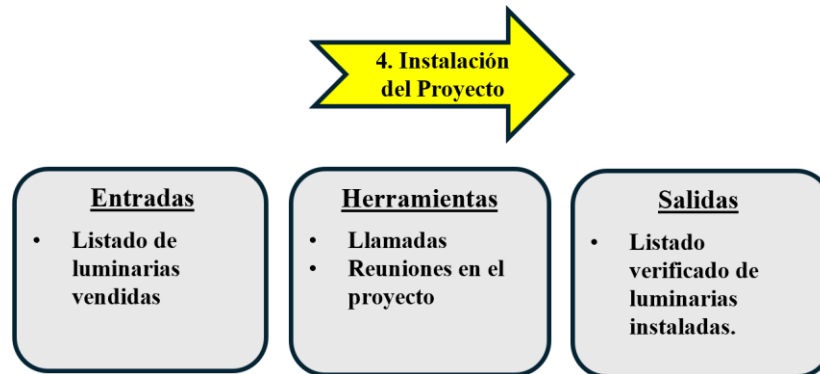 4. Instalación
del Proyecto
Entradas
• Listado de
luminarias
vendidas
Herramientas
• Llamadas
• Reuniones en el
proyecto
Salidas
• Listado
verificado de
luminarias
instaladas.